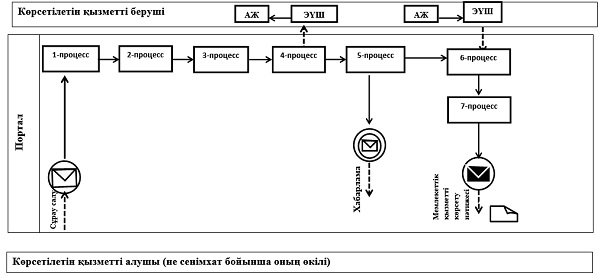 Көрсетілетін қызметті беруші
АЖ
ЭҮШ
АЖ
ЭҮШ
Портал
1-процесс
2-процесс
3-процесс
4-процесс
5-процесс
6-процесс
7-процесс
Сұрау салу
Хабарлама
Мемлекеттік
қызметті
көрсету
нәтижесі
Көрсетілетін қызметті алушы (не сенімхат бойынша оның өкілі)